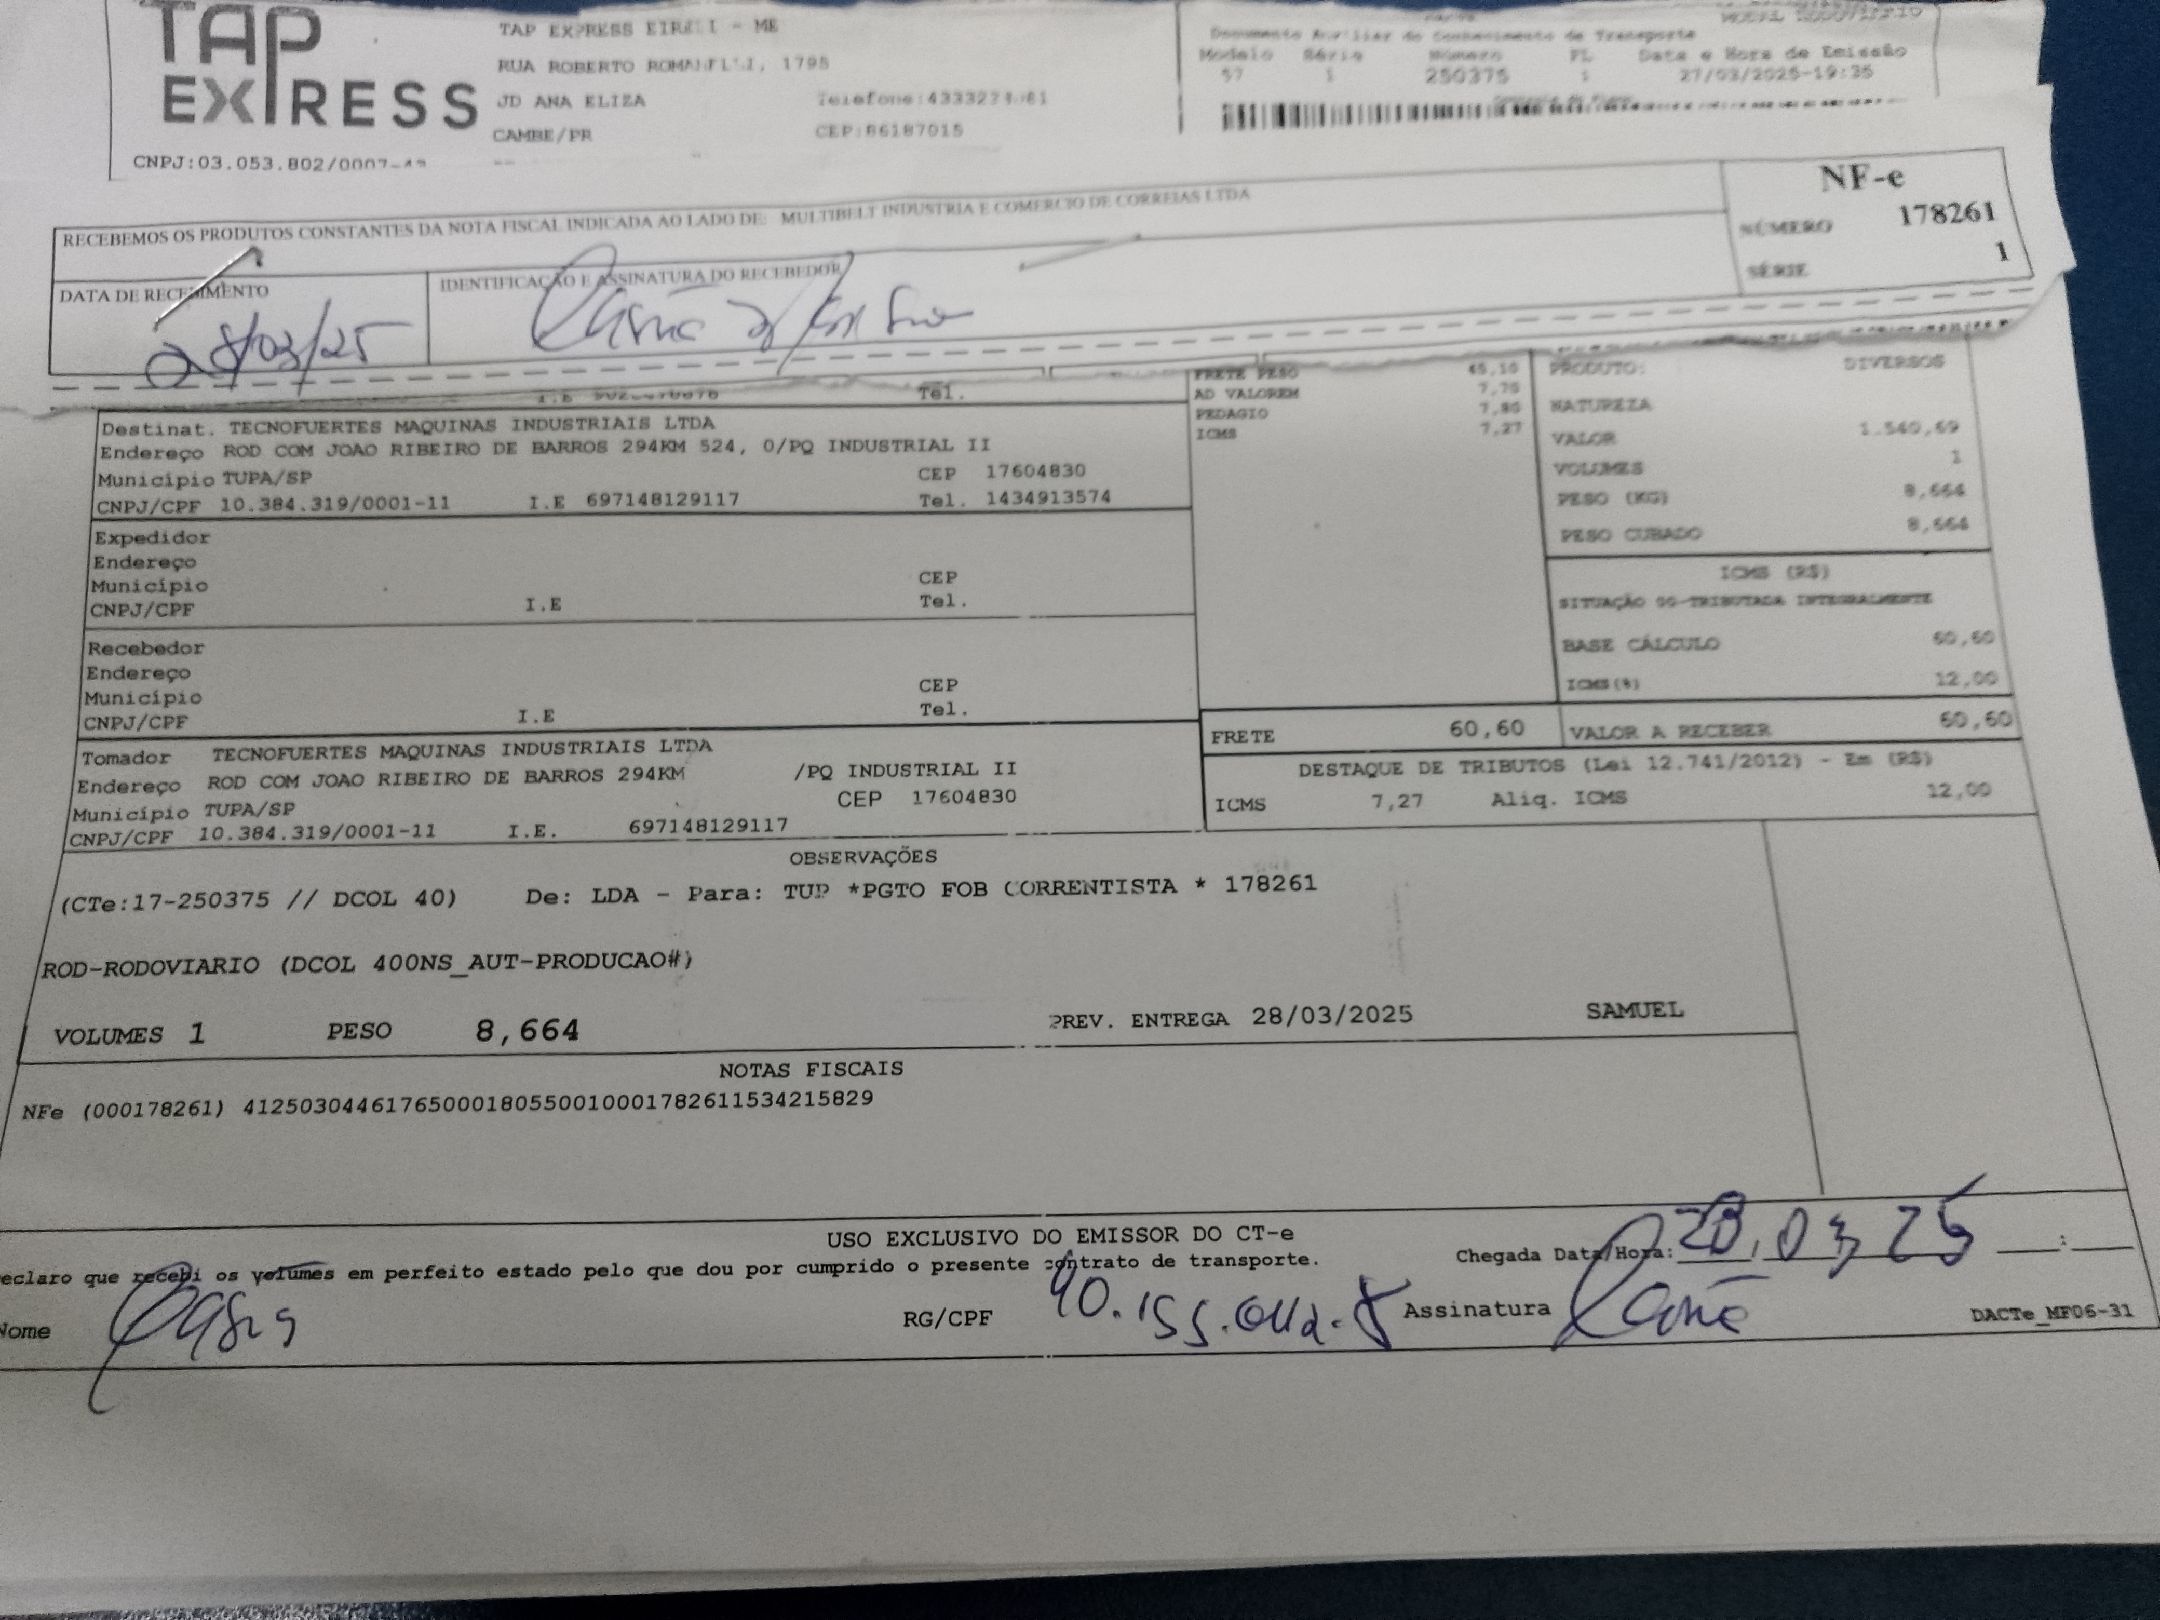 TAP EXPRESS
TAP EXPRESS EIRELI - ME
RUA ROBERTO ROMANELLI, 1795
JD ANA ELIZA
CAMBE/PR CEP:86187015
CNPJ:03.053.802/0007-
Documento Auxiliar do Conhecimento de Transporte
Modelo Série Número FL Data e Hora de Emissão
57 1 250375 1 27/03/2025-19:35
RECEBEMOS OS PRODUTOS CONSTANTES DA NOTA FISCAL INDICADA AO LADO DE: MULTIBELT INDUSTRIA E COMERCIO DE CORREIAS LTDA
NF-e
NÚMERO 178261
SÉRIE 1
DATA DE RECEBIMENTO
28/03/25
IDENTIFICAÇÃO E ASSINATURA DO RECEBEDOR
Tel.
Destinat. TECNOFUERTES MAQUINAS INDUSTRIAIS LTDA
Endereço ROD COM JOAO RIBEIRO DE BARROS 294KM 524, 0/PQ INDUSTRIAL II
Município TUPA/SP CEP 17604830
CNPJ/CPF 10.384.319/0001-11 I.E 697148129117 Tel. 1434913574
Expedidor
Endereço
Município CEP
CNPJ/CPF I.E Tel.
Recebedor
Endereço
Município CEP
CNPJ/CPF I.E Tel.
Tomador TECNOFUERTES MAQUINAS INDUSTRIAIS LTDA
Endereço ROD COM JOAO RIBEIRO DE BARROS 294KM /PQ INDUSTRIAL II
Município TUPA/SP CEP 17604830
CNPJ/CPF 10.384.319/0001-11 I.E. 697148129117
FRETE PESO
AD VALOREM 7,75
PEDAGIO 7,80
ICMS 7,27
PRODUTO: DIVERSOS
NATUREZA
VALOR 1.540,69
VOLUMES 1
PESO (KG) 8,664
PESO CUBADO 8,664
ICMS (R$)
SITUAÇÃO 00-TRIBUTADA INTEGRALMENTE
BASE CÁLCULO 60,60
ICMS(%) 12,00
FRETE 60,60 VALOR A RECEBER 60,60
DESTAQUE DE TRIBUTOS (Lei 12.741/2012) - Em (R$)
ICMS 7,27 Aliq. ICMS 12,00
OBSERVAÇÕES
(CTe:17-250375 // DCOL 40) De: LDA - Para: TUP *PGTO FOB CORRENTISTA * 178261
ROD-RODOVIARIO (DCOL 400NS_AUT-PRODUCAO#)
VOLUMES 1 PESO 8,664 PREV. ENTREGA 28/03/2025 SAMUEL
NOTAS FISCAIS
NFe (000178261) 41250304461765000180550010001782611534215829
USO EXCLUSIVO DO EMISSOR DO CT-e
eclaro que recebi os volumes em perfeito estado pelo que dou por cumprido o presente contrato de transporte.
Chegada Data/Hora: 28.03.25 :
Nome RG/CPF Assinatura
DACTe_MF06-31